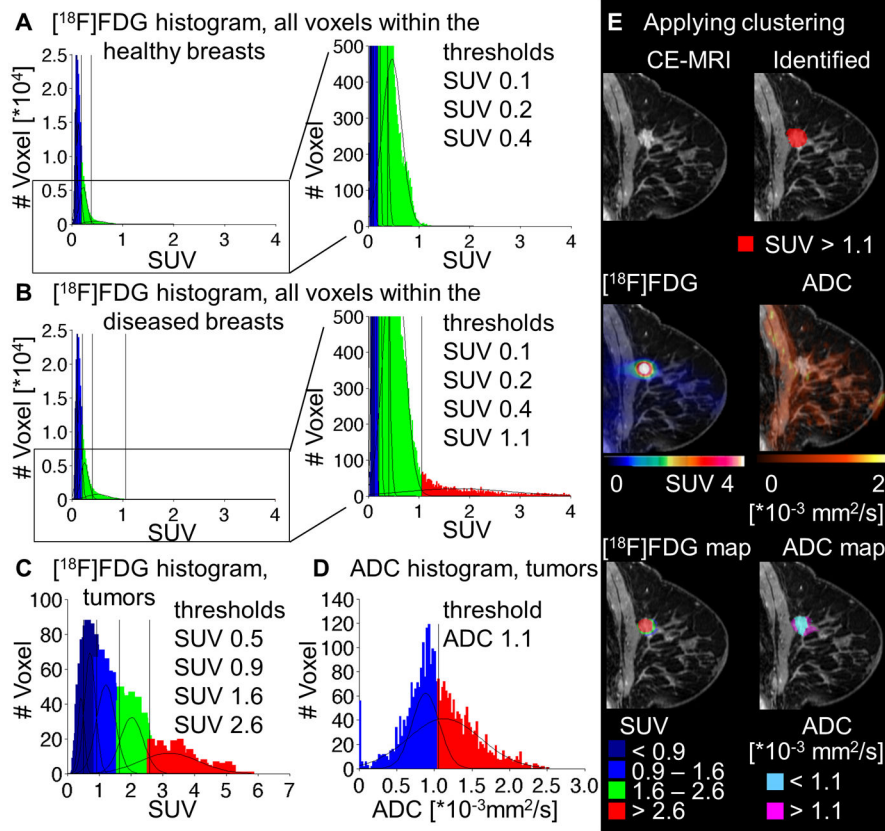 A [¹⁸F]FDG histogram, all voxels within the
healthy breasts
# Voxel [*10⁴)
2.5
2.0
1.5
1.0
0.5
0
0 1 2 3 4
SUV
# Voxel
500
400
300
200
100
0
0 1 2 3 4
SUV
thresholds
SUV 0.1
SUV 0.2
SUV 0.4
B [¹⁸F]FDG histogram, all voxels within the
diseased breasts
# Voxel [*10⁴)
2.5
2.0
1.5
1.0
0.5
0
0 1 2 3 4
SUV
# Voxel
500
400
300
200
100
0
0 1 2 3 4
SUV
thresholds
SUV 0.1
SUV 0.2
SUV 0.4
SUV 1.1
C [¹⁸F]FDG histogram,
tumors
# Voxel
100
80
60
40
20
0
0 1 2 3 4 5 6 7
SUV
thresholds
SUV 0.5
SUV 0.9
SUV 1.6
SUV 2.6
D ADC histogram, tumors
# Voxel
140
120
100
80
60
40
20
0
0 0.5 1.0 1.5 2.0 2.5 3.0
ADC [*10⁻³mm²/s]
threshold
ADC 1.1
E Applying clustering
CE-MRI Identified
SUV > 1.1
[¹⁸F]FDG ADC
0 SUV 4
0 2
[*10⁻³ mm²/s]
[¹⁸F]FDG map ADC map
SUV
< 0.9
0.9 – 1.6
1.6 – 2.6
> 2.6
ADC
[*10⁻³ mm²/s]
< 1.1
> 1.1